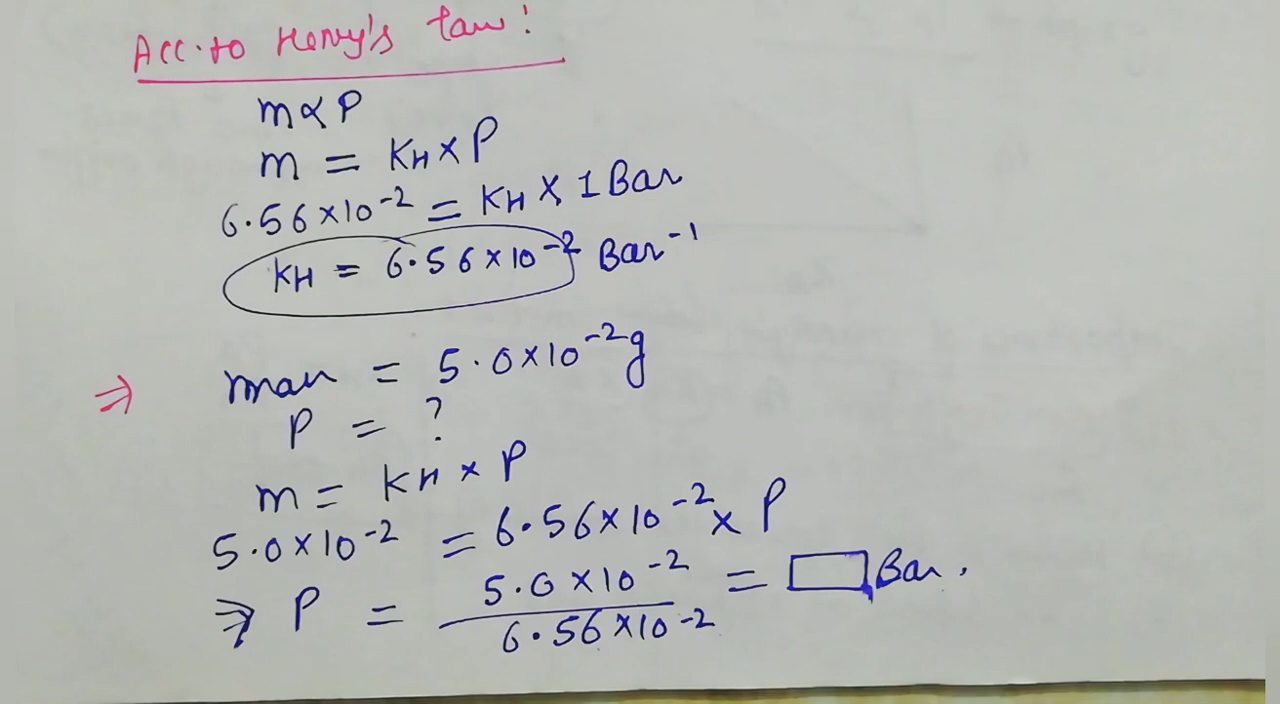 Acc. to Henry's law:
m ∝ P
m = KH × P
6.56×10⁻² = KH × 1 Bar
KH = 6.56×10⁻² Bar⁻¹
⇒ man = 5.0×10⁻²g
P = ?
m = KH × P
5.0×10⁻² = 6.56×10⁻² × P
⇒ P = 5.0×10⁻² / 6.56×10⁻² = □ Bar.